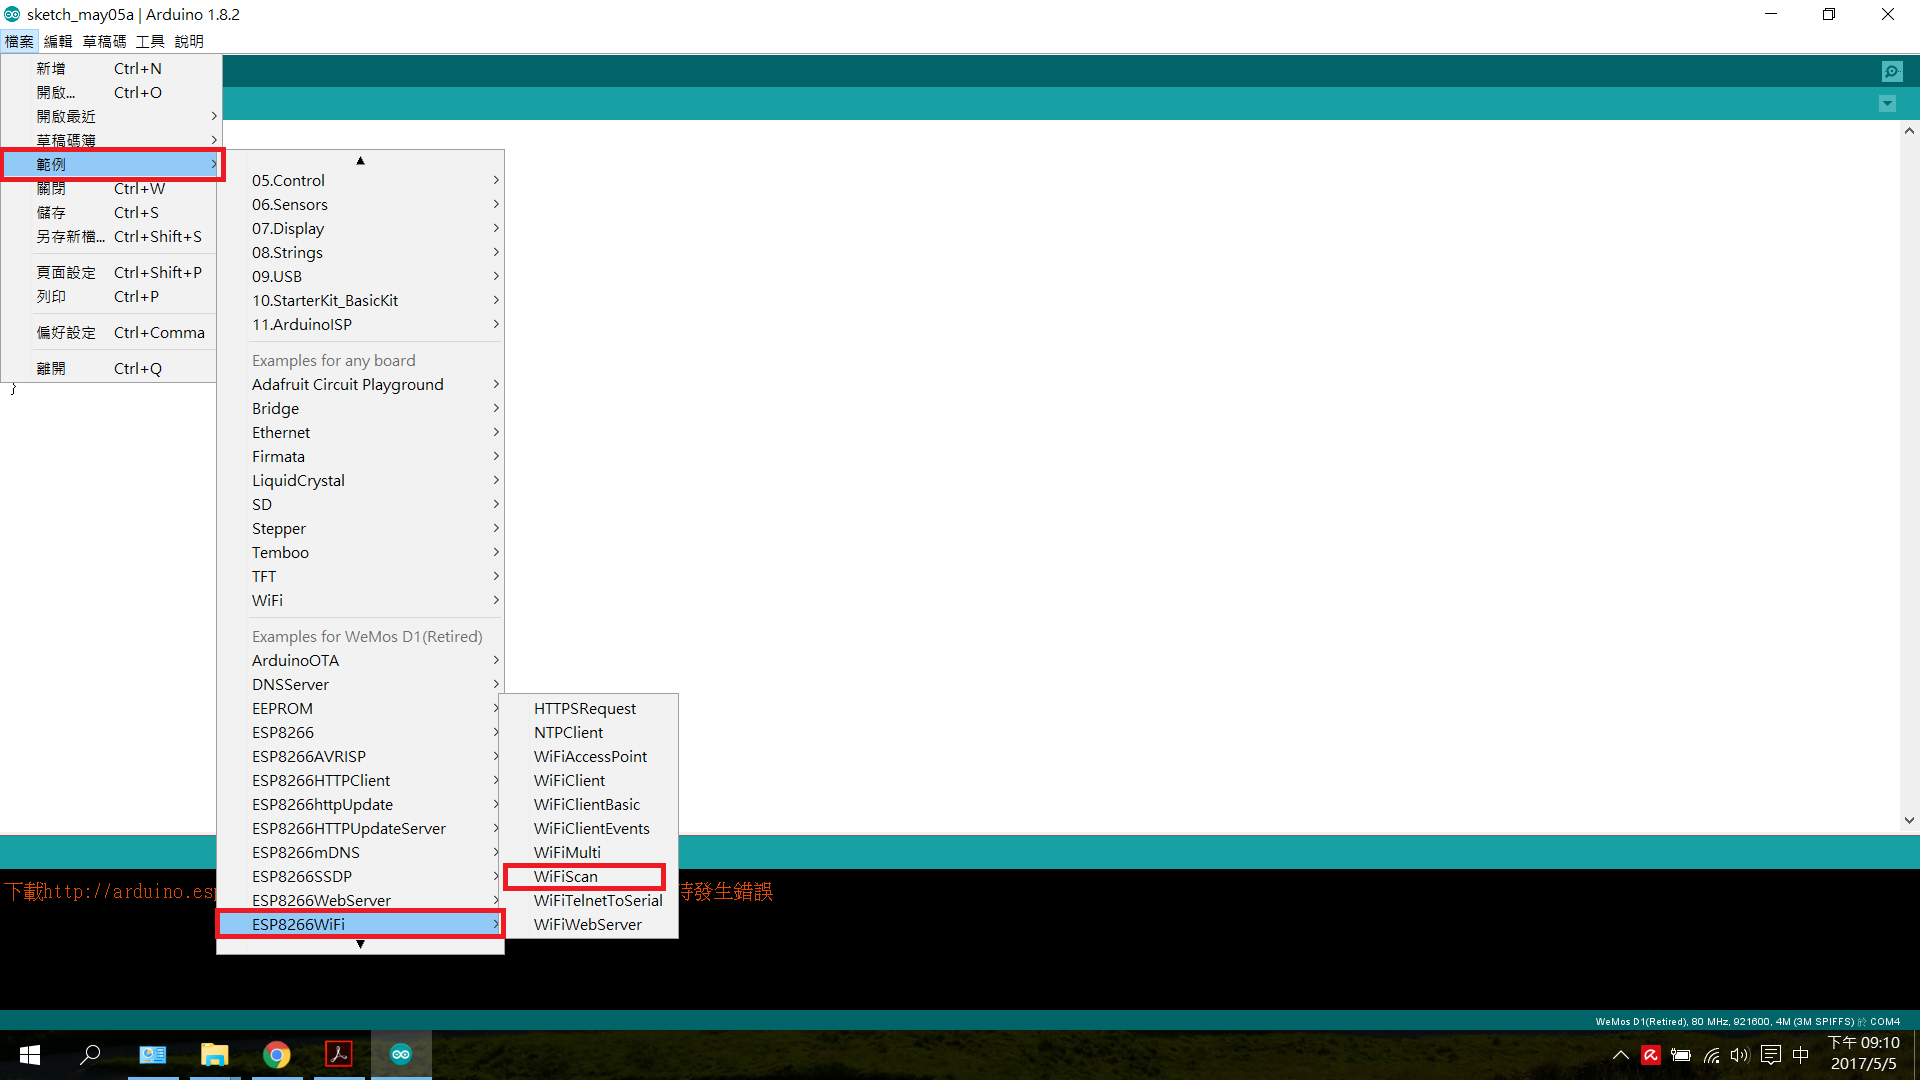 sketch_may05a | Arduino 1.8.2
檔案 編輯 草稿碼 工具 說明
新增 Ctrl+N
開啟... Ctrl+O
開啟最近
草稿碼簿
範例
關閉 Ctrl+W
儲存 Ctrl+S
另存新檔... Ctrl+Shift+S
頁面設定 Ctrl+Shift+P
列印 Ctrl+P
偏好設定 Ctrl+Comma
離開 Ctrl+Q
}
05.Control
06.Sensors
07.Display
08.Strings
09.USB
10.StarterKit_BasicKit
11.ArduinoISP
Examples for any board
Adafruit Circuit Playground
Bridge
Ethernet
Firmata
LiquidCrystal
SD
Stepper
Temboo
TFT
WiFi
Examples for WeMos D1(Retired)
ArduinoOTA
DNSServer
EEPROM
ESP8266
ESP8266AVRISP
ESP8266HTTPClient
ESP8266httpUpdate
ESP8266HTTPUpdateServer
ESP8266mDNS
ESP8266SSDP
ESP8266WebServer
ESP8266WiFi
HTTPSRequest
NTPClient
WiFiAccessPoint
WiFiClient
WiFiClientBasic
WiFiClientEvents
WiFiMulti
WiFiScan
WiFiTelnetToSerial
WiFiWebServer
下載http://arduino.esp 發生錯誤
WeMos D1(Retired), 80 MHz, 921600, 4M (3M SPIFFS) 於 COM4
中
下午 09:10
2017/5/5